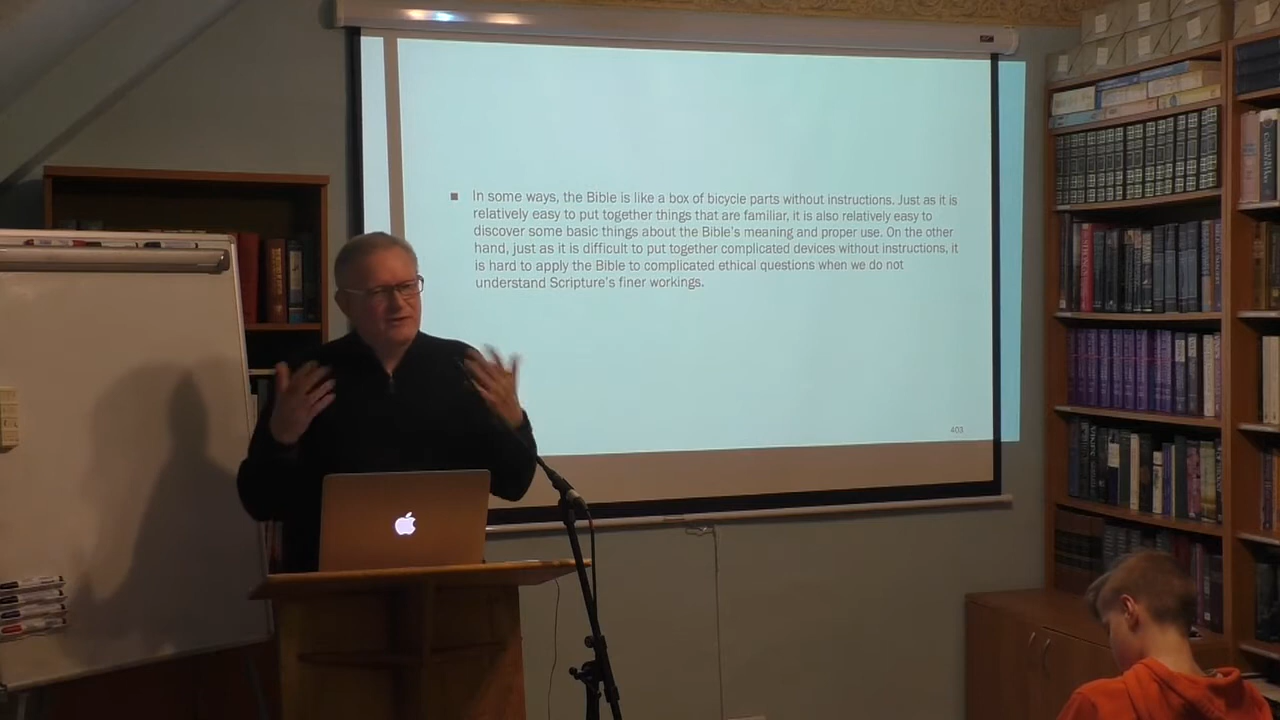 In some ways, the Bible is like a box of bicycle parts without instructions. Just as it is
relatively easy to put together things that are familiar, it is also relatively easy to
discover some basic things about the Bible's meaning and proper use. On the other
hand, just as it is difficult to put together complicated devices without instructions, it
is hard to apply the Bible to complicated ethical questions when we do not
understand Scripture's finer workings.
403